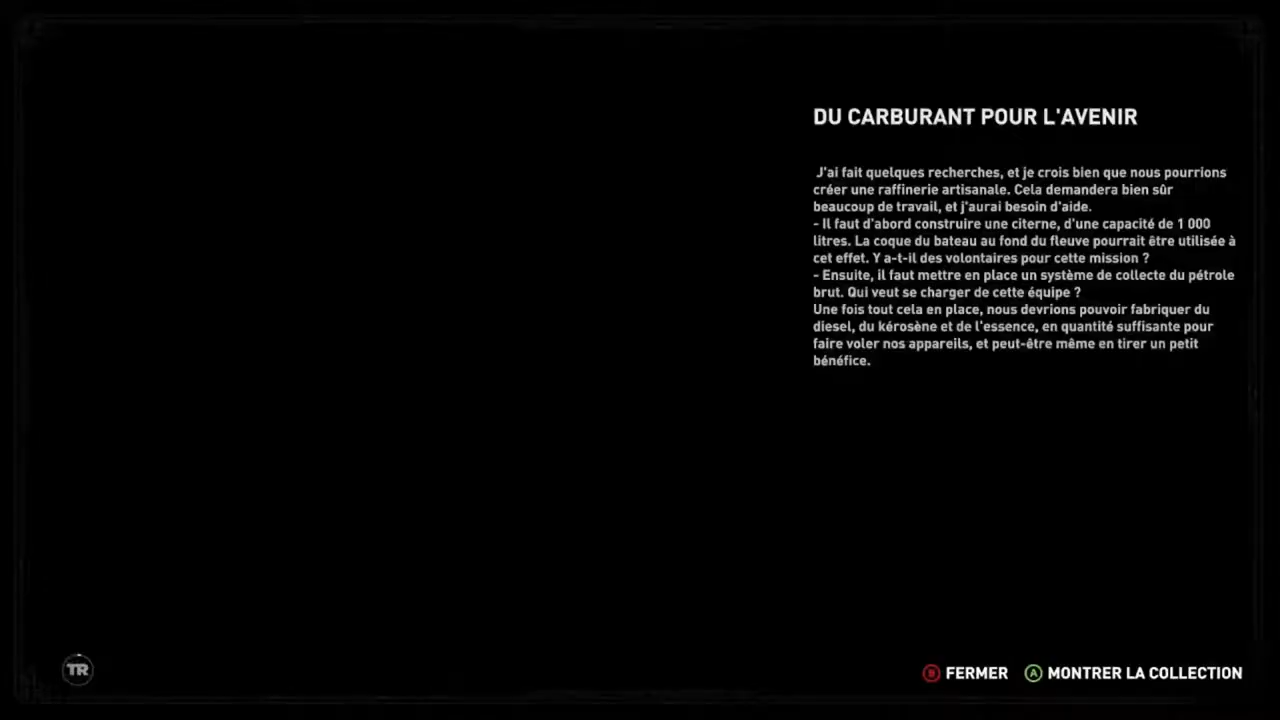 DU CARBURANT POUR L'AVENIR
J'ai fait quelques recherches, et je crois bien que nous pourrions
créer une raffinerie artisanale. Cela demandera bien sûr
beaucoup de travail, et j'aurai besoin d'aide.
- Il faut d'abord construire une citerne, d'une capacité de 1 000
litres. La coque du bateau au fond du fleuve pourrait être utilisée à
cet effet. Y a-t-il des volontaires pour cette mission ?
- Ensuite, il faut mettre en place un système de collecte du pétrole
brut. Qui veut se charger de cette équipe ?
Une fois tout cela en place, nous devrions pouvoir fabriquer du
diesel, du kérosène et de l'essence, en quantité suffisante pour
faire voler nos appareils, et peut-être même en tirer un petit
bénéfice.
TR
B FERMER A MONTRER LA COLLECTION